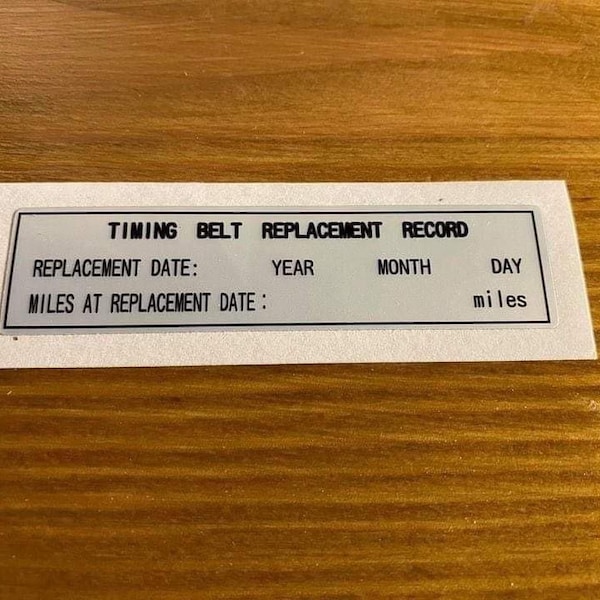 TIMING BELT REPLACEMENT RECORD
REPLACEMENT DATE: YEAR MONTH DAY
MILES AT REPLACEMENT DATE: miles